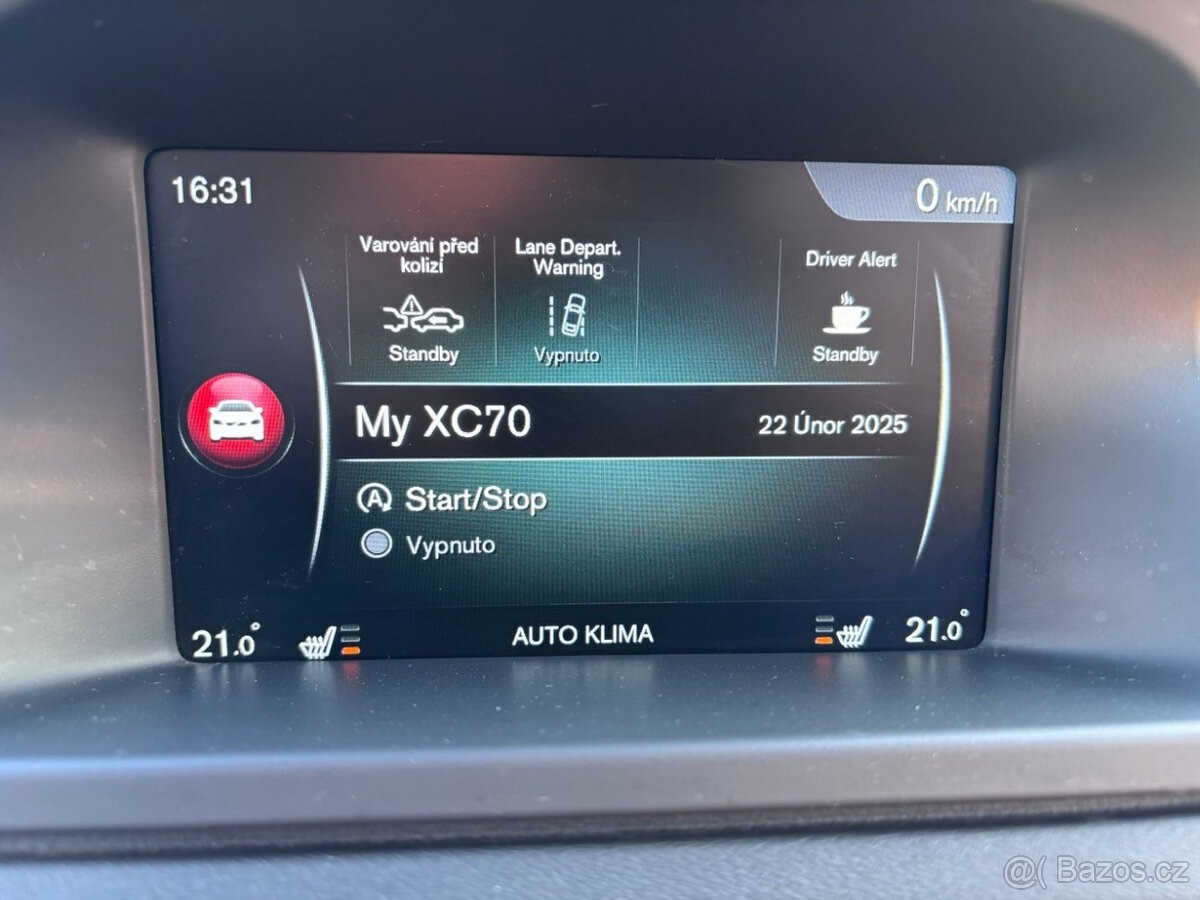 16:31
0 km/h
Varování před
kolizí
Standby
Lane Depart.
Warning
Vypnuto
Driver Alert
Standby
My XC70
22 Únor 2025
A Start/Stop
Vypnuto
21.0°
AUTO KLIMA
21.0°
@( Bazos.cz